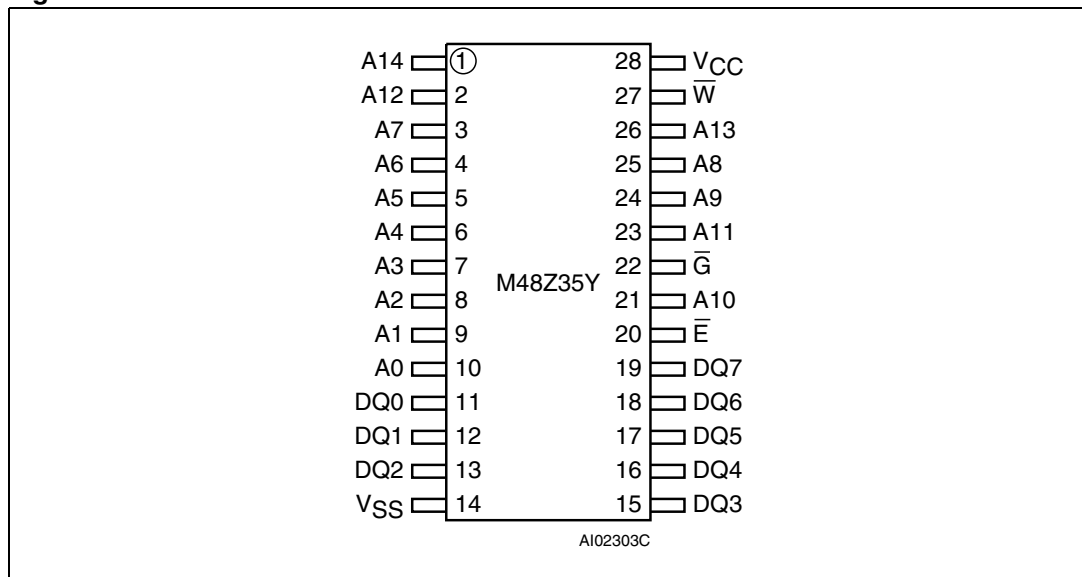 A14 1 28 VCC
A12 2 27 W̅
A7 3 26 A13
A6 4 25 A8
A5 5 24 A9
A4 6 23 A11
A3 7 22 G̅
M48Z35Y
A2 8 21 A10
A1 9 20 E̅
A0 10 19 DQ7
DQ0 11 18 DQ6
DQ1 12 17 DQ5
DQ2 13 16 DQ4
VSS 14 15 DQ3
AI02303C